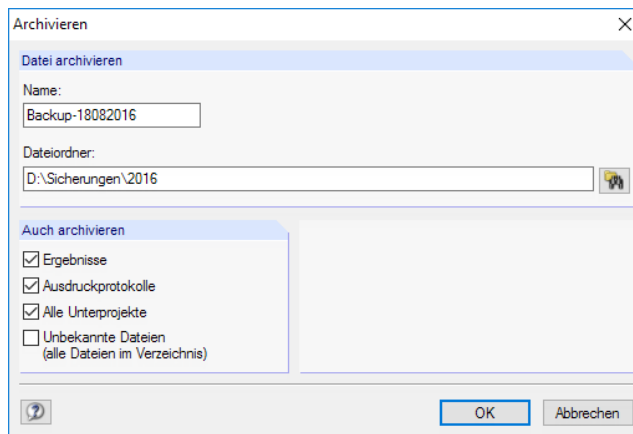 Archivieren
Datei archivieren
Name:
Backup-18082016
Dateiordner:
D:\Sicherungen\2016
Auch archivieren
Ergebnisse
Ausdruckprotokolle
Alle Unterprojekte
Unbekannte Dateien
(alle Dateien im Verzeichnis)
OK
Abbrechen